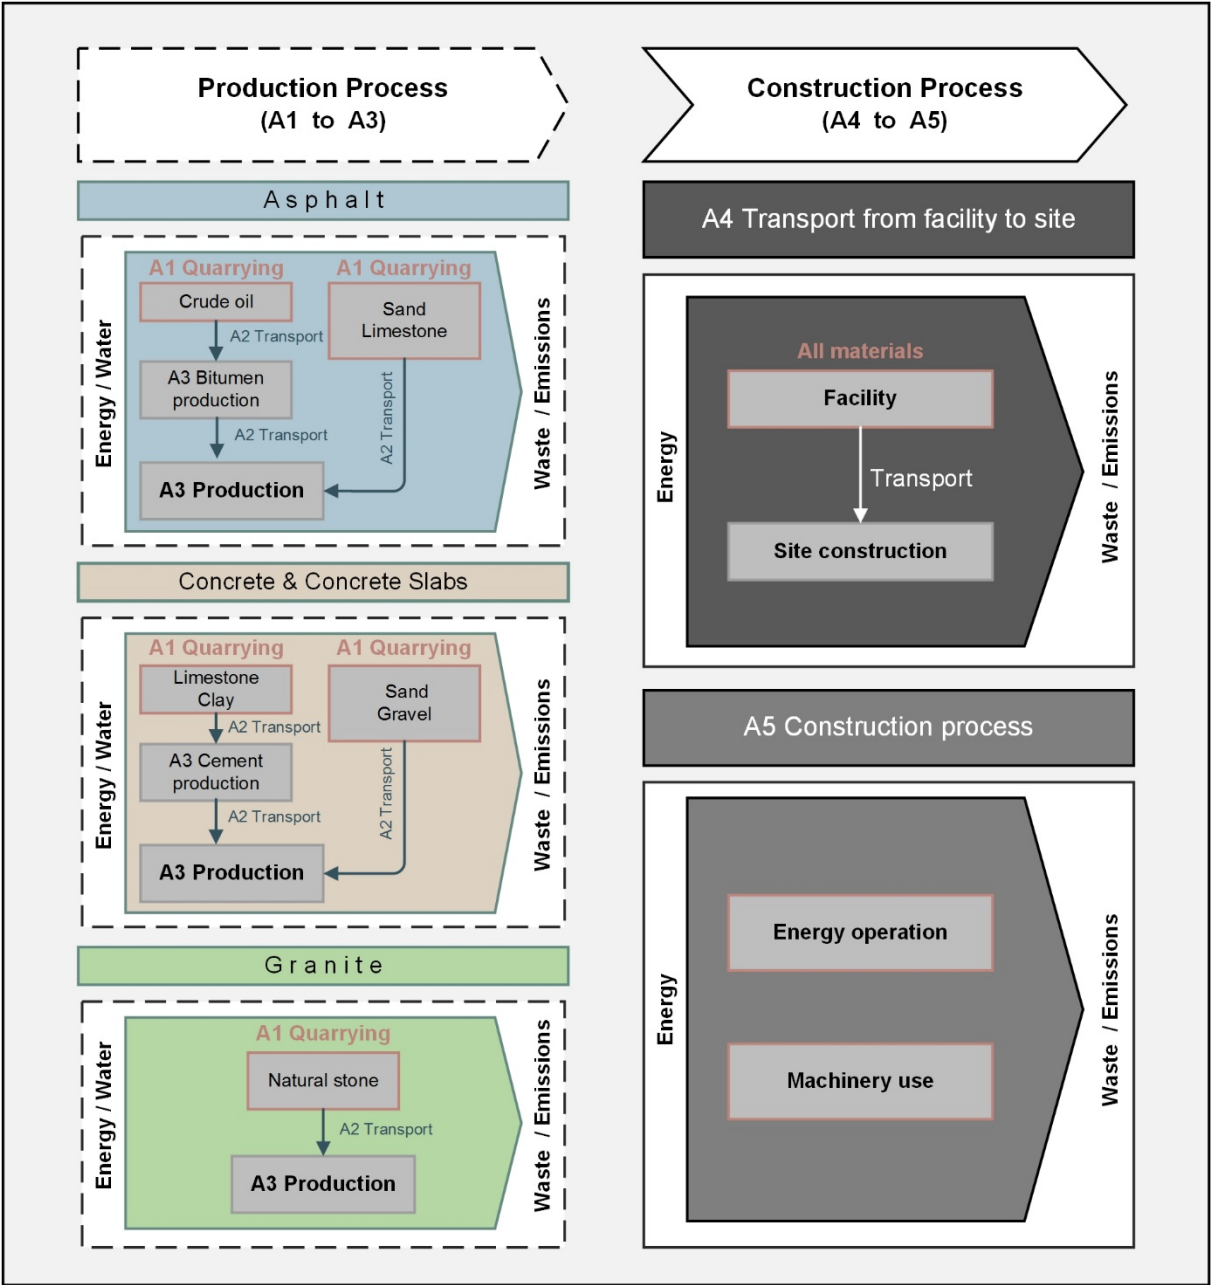 Production Process
(A1 to A3)
Asphalt
Energy / Water
A1 Quarrying
Crude oil
A2 Transport
A3 Bitumen
production
A2 Transport
A3 Production
A1 Quarrying
Sand
Limestone
A2 Transport
Waste / Emissions
Concrete & Concrete Slabs
Energy / Water
A1 Quarrying
Limestone
Clay
A2 Transport
A3 Cement
production
A2 Transport
A3 Production
A1 Quarrying
Sand
Gravel
A2 Transport
Waste / Emissions
Granite
Energy / Water
A1 Quarrying
Natural stone
A2 Transport
A3 Production
Waste / Emissions
Construction Process
(A4 to A5)
A4 Transport from facility to site
Energy
All materials
Facility
Transport
Site construction
Waste / Emissions
A5 Construction process
Energy
Energy operation
Machinery use
Waste / Emissions